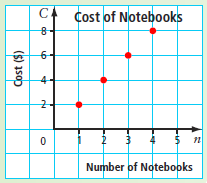 C
Cost of Notebooks
8
6
4
2
0
1 2 3 4 5 n
Cost ($)
Number of Notebooks